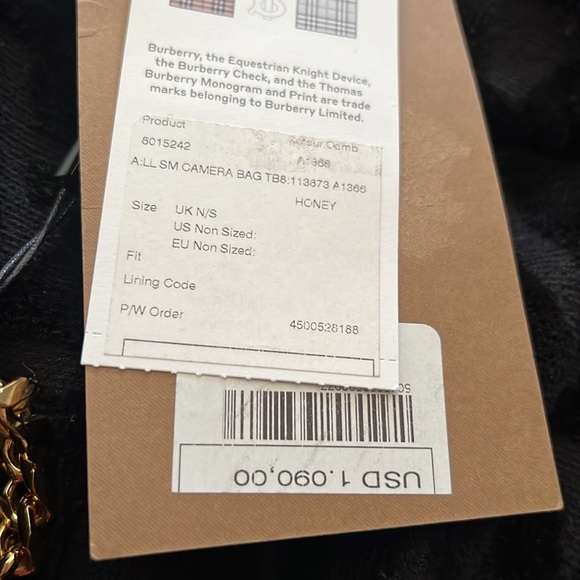 Burberry, the Equestrian Knight Device,
the Burberry Check, and the Thomas
Burberry Monogram and Print are trade
marks belonging to Burberry Limited.
Product Colour Comb
8015242 A1366
A:LL SM CAMERA BAG TB8:113873 A1366
HONEY
Size UK N/S
US Non Sized:
EU Non Sized:
Fit
Lining Code
P/W Order 4500528188
USD 1.090,00